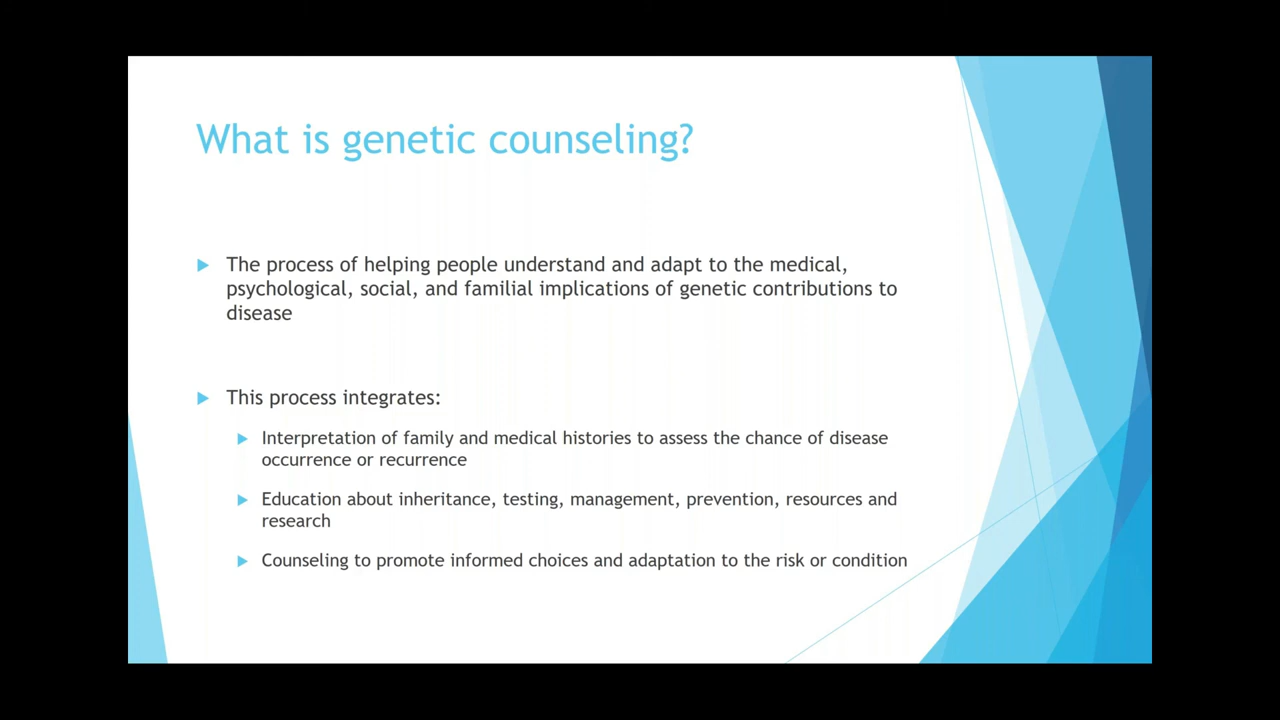 What is genetic counseling?
The process of helping people understand and adapt to the medical,
psychological, social, and familial implications of genetic contributions to
disease
This process integrates:
Interpretation of family and medical histories to assess the chance of disease
occurrence or recurrence
Education about inheritance, testing, management, prevention, resources and
research
Counseling to promote informed choices and adaptation to the risk or condition